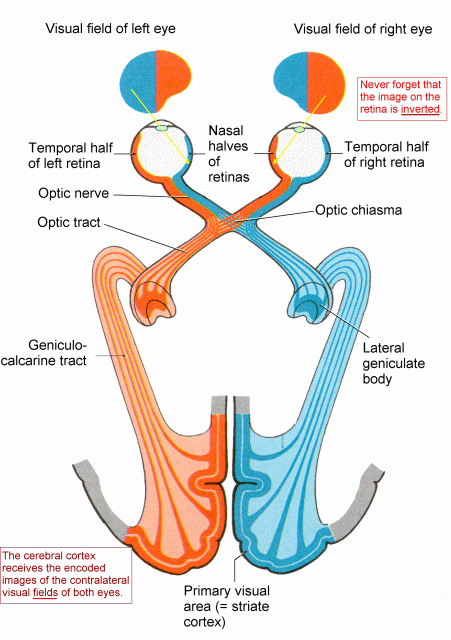 Visual field of left eye
Visual field of right eye
Never forget that
the image on the
retina is inverted.
Temporal half
of left retina
Nasal
halves
of
retinas
Temporal half
of right retina
Optic nerve
Optic chiasma
Optic tract
Geniculo-
calcarine tract
Lateral
geniculate
body
The cerebral cortex
receives the encoded
images of the contralateral
visual fields of both eyes.
Primary visual
area (= striate
cortex)